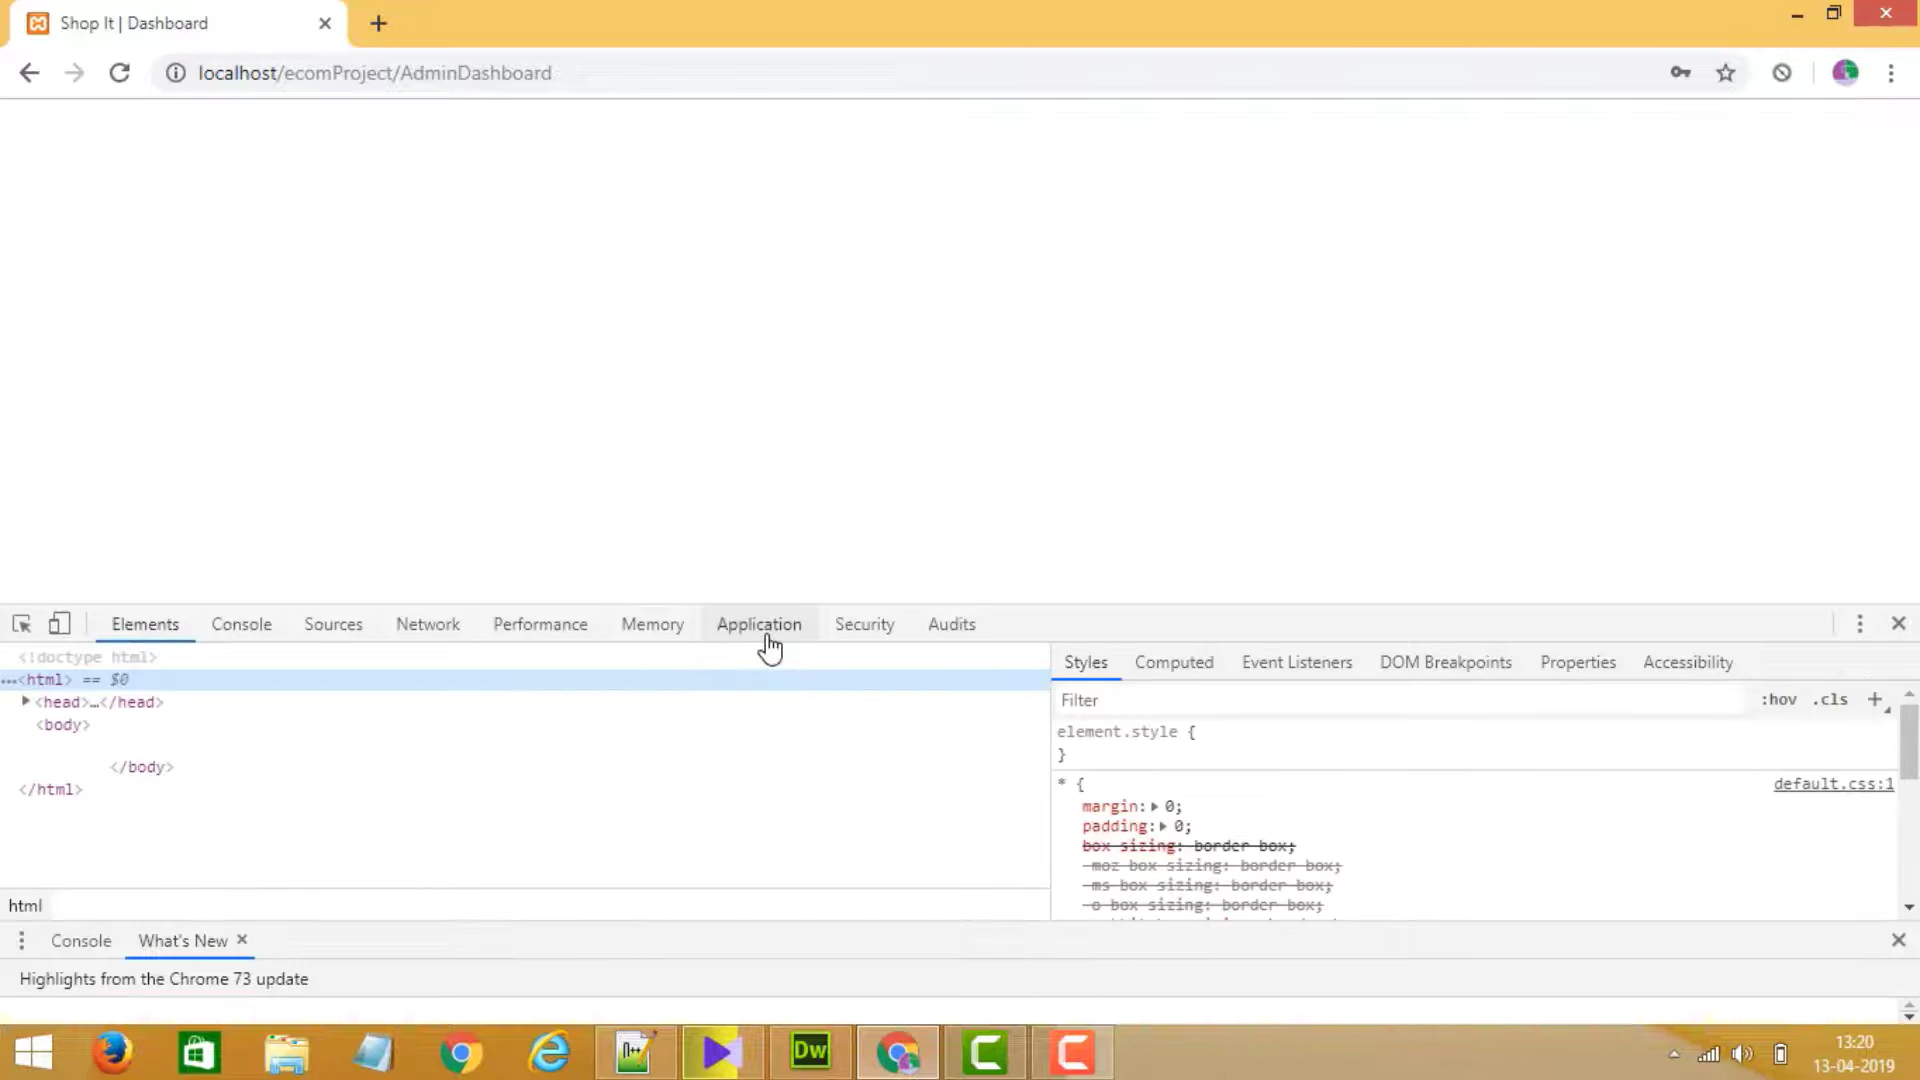 Shop It | Dashboard
localhost/ecomProject/AdminDashboard
Elements Console Sources Network Performance Memory Application Security Audits
<!doctype html>
...<html> == $0
<head>…</head>
<body>
</body>
</html>
html
Styles Computed Event Listeners DOM Breakpoints Properties Accessibility
Filter :hov .cls +
element.style {
}
* { default.css:1
margin: 0;
padding: 0;
box sizing: border box;
-moz box sizing: border box;
-ms box sizing: border box;
-o box sizing: border box;
Console What's New
Highlights from the Chrome 73 update
n++ Dw
13:20
13-04-2019